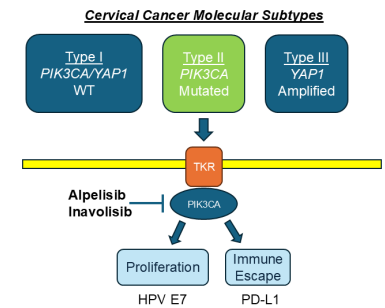 Cervical Cancer Molecular Subtypes
Type I
PIK3CA/YAP1
WT
Type II
PIK3CA
Mutated
Type III
YAP1
Amplified
TKR
Alpelisib
Inavolisib
PIK3CA
Proliferation
Immune
Escape
HPV E7
PD-L1